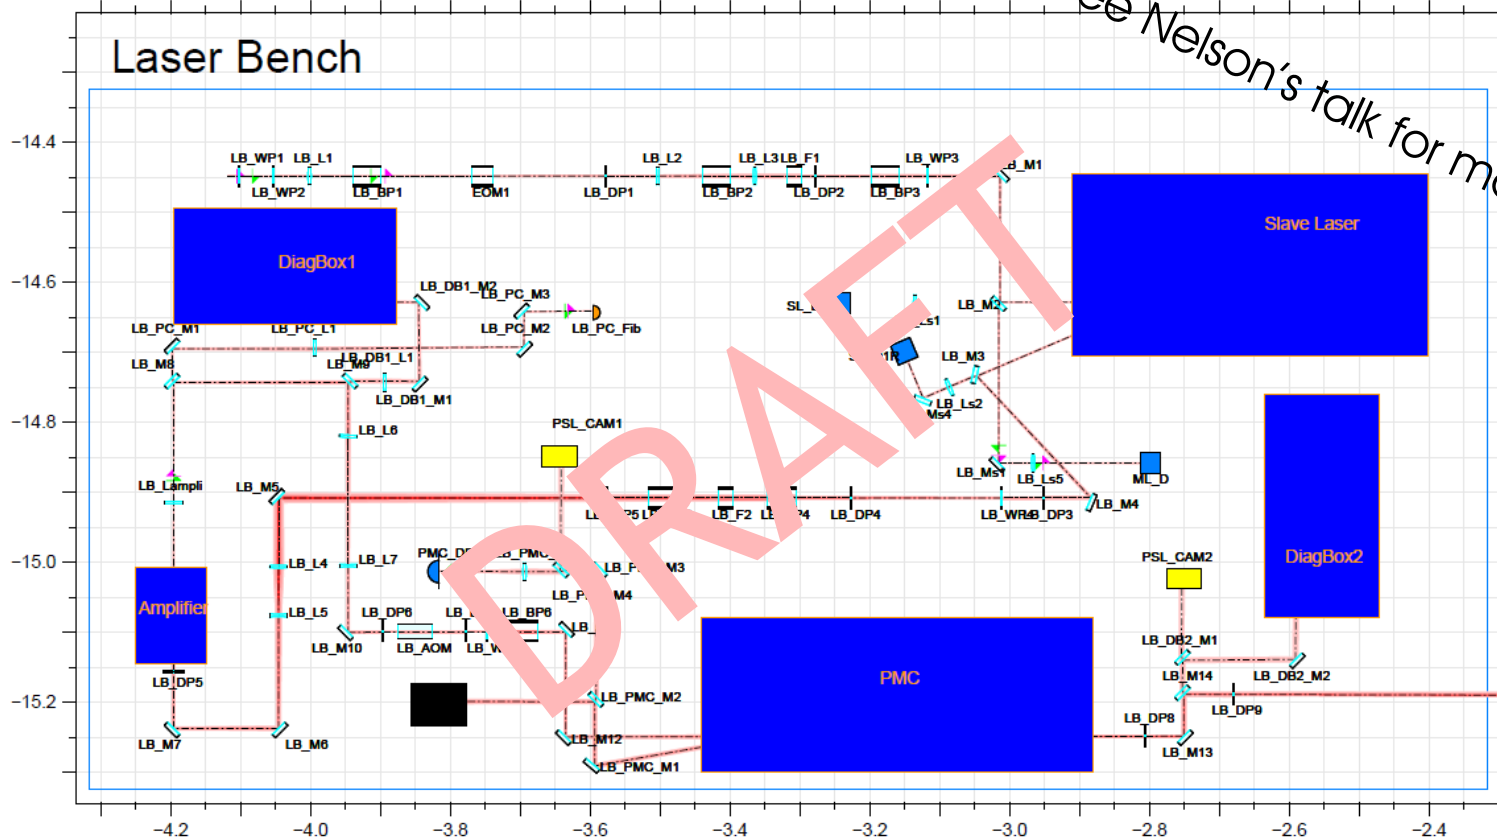 Nelson's talk for
Laser Bench
−14.4
LB_WP1 LB_L1 LB_L2 LB_L3 LB_F1 LB_WP3
LB_WP2 LB_BP1 EOM1 LB_DP1 LB_BP2 LB_DP2 LB_BP3
Slave Laser
DiagBox1
−14.6
LB_DB1_M2 LB_PC_M3
LB_PC_M1 LB_PC_L1 LB_PC_M2 LB_PC_Fib
LB_M8 LB_M9 LB_DB1_L1 LB_M3
LB_DB1_M1 LB_Ls2
−14.8
LB_L6 PSL_CAM1
LB_Ms1 LB_Ls5 ML_D
LB_Lampli LB_M5 LB_M4
LB_F2 LB_DP4 LB_DP3
−15.0
LB_L4 LB_L7 PSL_CAM2
DiagBox2
Amplifier LB_L5 LB_DP6 LB_BP6
LB_M10 LB_AOM LB_DB2_M1
LB_DP5 PMC LB_M14 LB_DB2_M2
−15.2
LB_PMC_M2 LB_DP9
LB_DP8
LB_M7 LB_M6 LB_M12 LB_M13
LB_PMC_M1
DRAFT
−4.2 −4.0 −3.8 −3.6 −3.4 −3.2 −3.0 −2.8 −2.6 −2.4